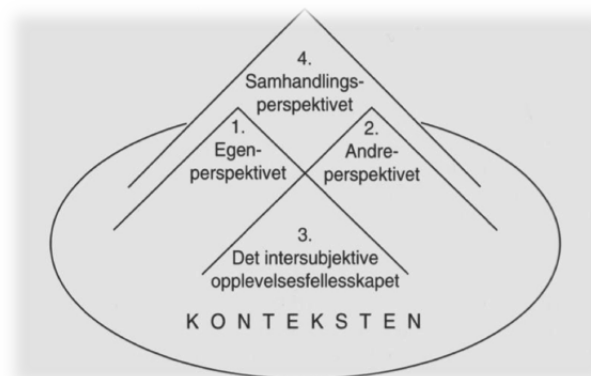 4.
Samhandlings-
perspektivet
1.
Egen-
perspektivet
2.
Andre-
perspektivet
3.
Det intersubjektive
opplevelsesfellesskapet
KONTEKSTEN